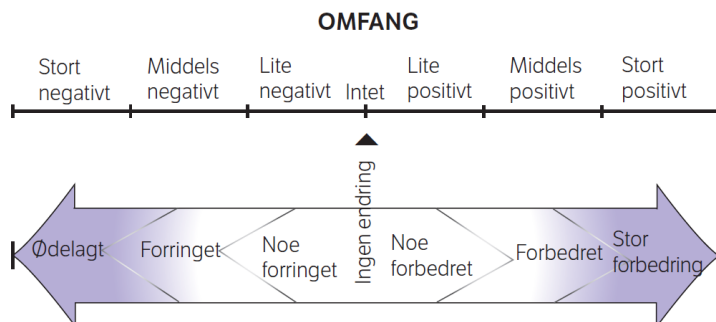 OMFANG
Stort
negativt
Middels
negativt
Lite
negativt
Intet
Lite
positivt
Middels
positivt
Stort
positivt
Ødelagt
Forringet
Noe
forringet
Ingen endring
Noe
forbedret
Forbedret
Stor
forbedring